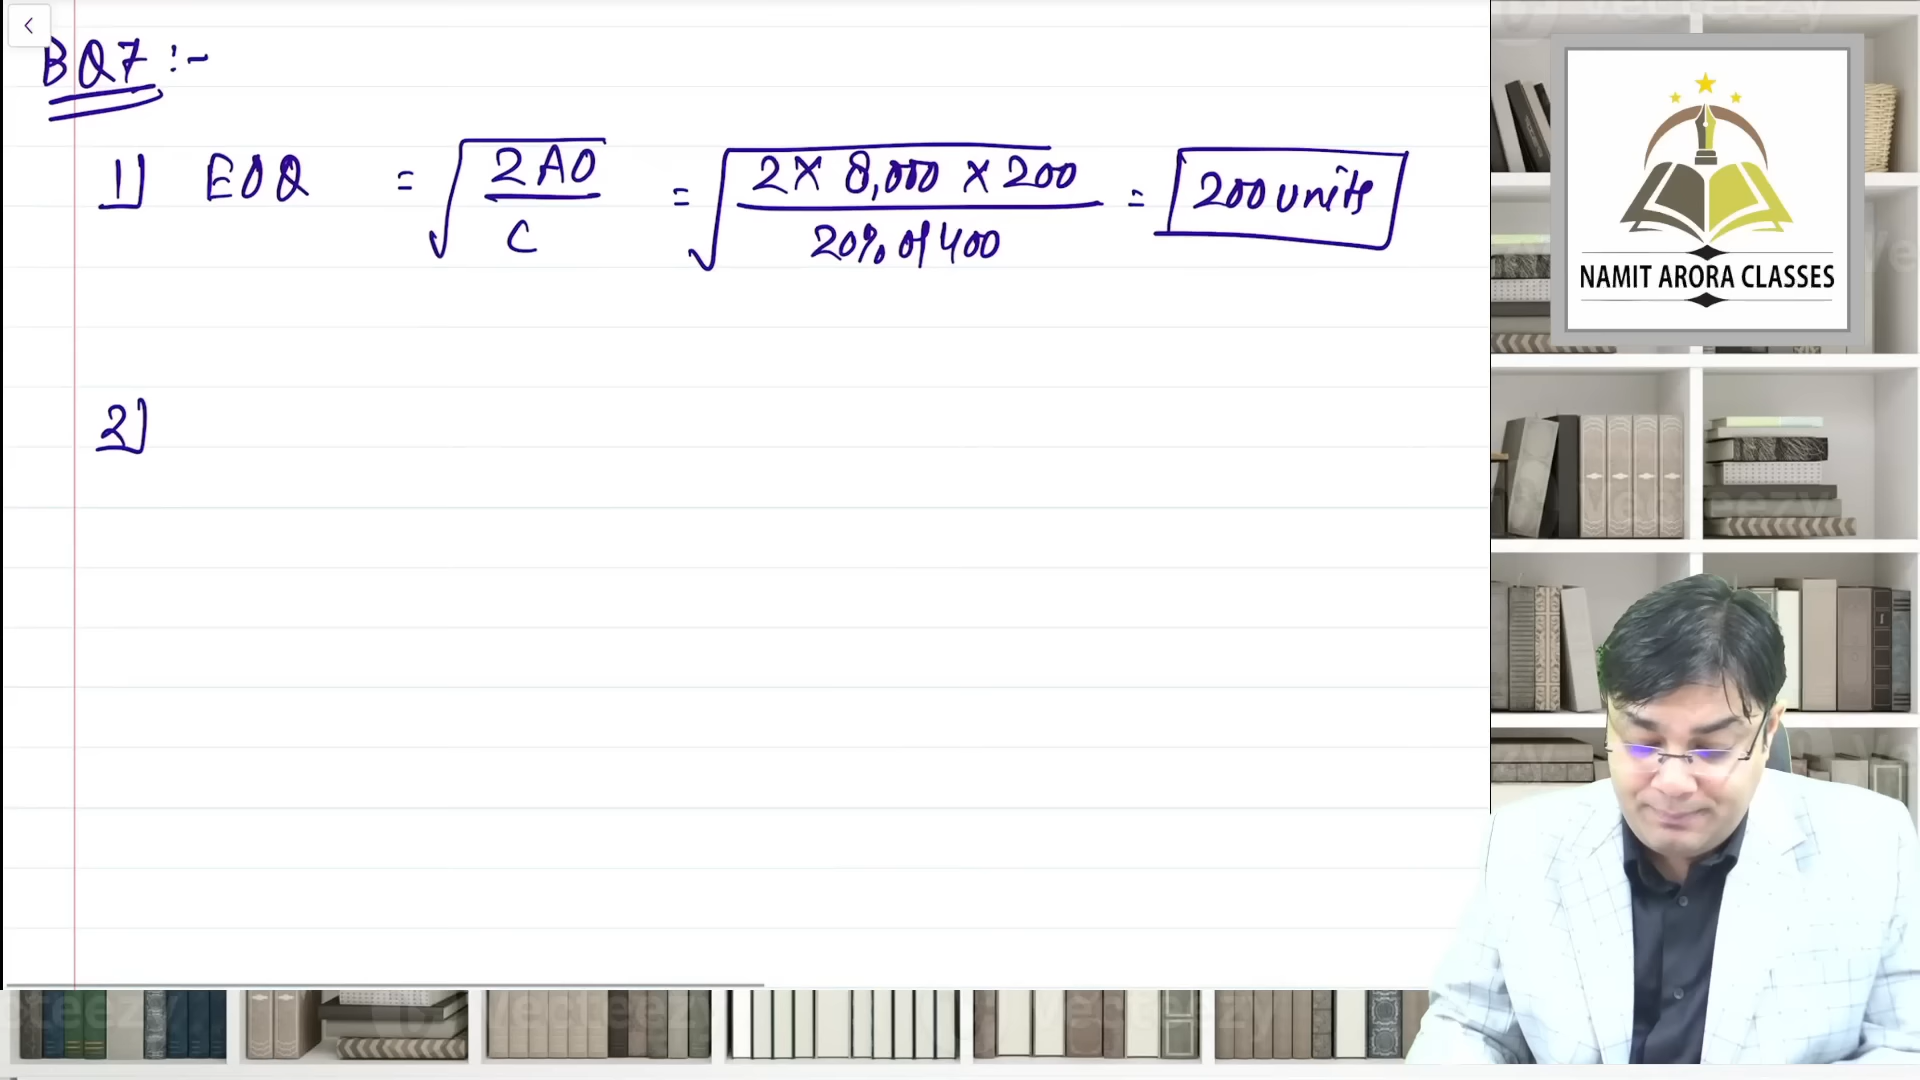 BQ7 :-
1] EOQ = √(2AO / C) = √(2 × 8,000 × 200 / 20% of 400) = 200 units
2]
NAMIT ARORA CLASSES